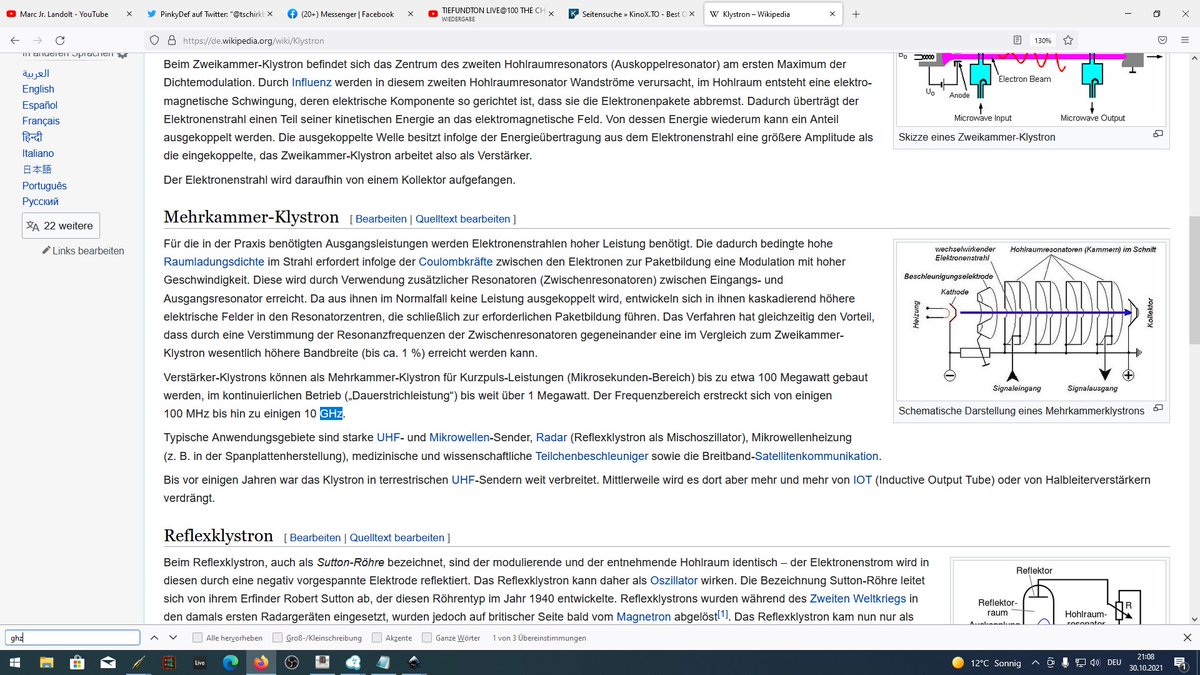 Marc Jr. Landolt - YouTube
PinkyDef auf Twitter: "@tschirk
(20+) Messenger | Facebook
TIEFUNDTON LIVE@100 THE CH
WIEDERGABE
Seitensuche » KinoX.TO - Best O
Klystron – Wikipedia
https://de.wikipedia.org/wiki/Klystron
130%
In anderen Sprachen
العربية
English
Español
Français
हिन्दी
Italiano
日本語
Português
Русский
22 weitere
Links bearbeiten
Beim Zweikammer-Klystron befindet sich das Zentrum des zweiten Hohlraumresonators (Auskoppelresonator) am ersten Maximum der
Dichtemodulation. Durch Influenz werden in diesem zweiten Hohlraumresonator Wandströme verursacht, im Hohlraum entsteht eine elektro-
magnetische Schwingung, deren elektrische Komponente so gerichtet ist, dass sie die Elektronenpakete abbremst. Dadurch überträgt der
Elektronenstrahl einen Teil seiner kinetischen Energie an das elektromagnetische Feld. Von dessen Energie wiederum kann ein Anteil
ausgekoppelt werden. Die ausgekoppelte Welle besitzt infolge der Energieübertragung aus dem Elektronenstrahl eine größere Amplitude als
die eingekoppelte, das Zweikammer-Klystron arbeitet also als Verstärker.
Der Elektronenstrahl wird daraufhin von einem Kollektor aufgefangen.
U₀
Anode
Electron Beam
Microwave Input
Microwave Output
Skizze eines Zweikammer-Klystron
Mehrkammer-Klystron [ Bearbeiten | Quelltext bearbeiten ]
Für die in der Praxis benötigten Ausgangsleistungen werden Elektronenstrahlen hoher Leistung benötigt. Die dadurch bedingte hohe
Raumladungsdichte im Strahl erfordert infolge der Coulombkräfte zwischen den Elektronen zur Paketbildung eine Modulation mit hoher
Geschwindigkeit. Diese wird durch Verwendung zusätzlicher Resonatoren (Zwischenresonatoren) zwischen Eingangs- und
Ausgangsresonator erreicht. Da aus ihnen im Normalfall keine Leistung ausgekoppelt wird, entwickeln sich in ihnen kaskadierend höhere
elektrische Felder in den Resonatorzentren, die schließlich zur erforderlichen Paketbildung führen. Das Verfahren hat gleichzeitig den Vorteil,
dass durch eine Verstimmung der Resonanzfrequenzen der Zwischenresonatoren gegeneinander eine im Vergleich zum Zweikammer-
Klystron wesentlich höhere Bandbreite (bis ca. 1 %) erreicht werden kann.
Verstärker-Klystrons können als Mehrkammer-Klystron für Kurzpuls-Leistungen (Mikrosekunden-Bereich) bis zu etwa 100 Megawatt gebaut
werden, im kontinuierlichen Betrieb („Dauerstrichleistung“) bis weit über 1 Megawatt. Der Frequenzbereich erstreckt sich von einigen
100 MHz bis hin zu einigen 10 GHz.
Typische Anwendungsgebiete sind starke UHF- und Mikrowellen-Sender, Radar (Reflexklystron als Mischoszillator), Mikrowellenheizung
(z. B. in der Spanplattenherstellung), medizinische und wissenschaftliche Teilchenbeschleuniger sowie die Breitband-Satellitenkommunikation.
Bis vor einigen Jahren war das Klystron in terrestrischen UHF-Sendern weit verbreitet. Mittlerweile wird es dort aber mehr und mehr von IOT (Inductive Output Tube) oder von Halbleiterverstärkern
verdrängt.
wechselwirkender
Elektronenstrahl
Hohlraumresonatoren (Kammern) im Schnitt
Beschleunigungselektrode
Kathode
Heizung
Kollektor
Signaleingang
Signalausgang
Schematische Darstellung eines Mehrkammerklystrons
Reflexklystron [ Bearbeiten | Quelltext bearbeiten ]
Beim Reflexklystron, auch als Sutton-Röhre bezeichnet, sind der modulierende und der entnehmende Hohlraum identisch – der Elektronenstrom wird in
diesen durch eine negativ vorgespannte Elektrode reflektiert. Das Reflexklystron kann daher als Oszillator wirken. Die Bezeichnung Sutton-Röhre leitet
sich von ihrem Erfinder Robert Sutton ab, der diesen Röhrentyp im Jahr 1940 entwickelte. Reflexklystrons wurden während des Zweiten Weltkriegs in
den damals ersten Radargeräten eingesetzt, wurden jedoch auf britischer Seite bald vom Magnetron abgelöst[1]. Das Reflexklystron kam nun nur als
Reflektor
Reflektor-
raum
R
Hohlraum-
ghz
Alle hervorheben
Groß-/Kleinschreibung
Akzente
Ganze Wörter
1 von 3 Übereinstimmungen
Live
12°C Sonnig
DEU
21:08
30.10.2021
1